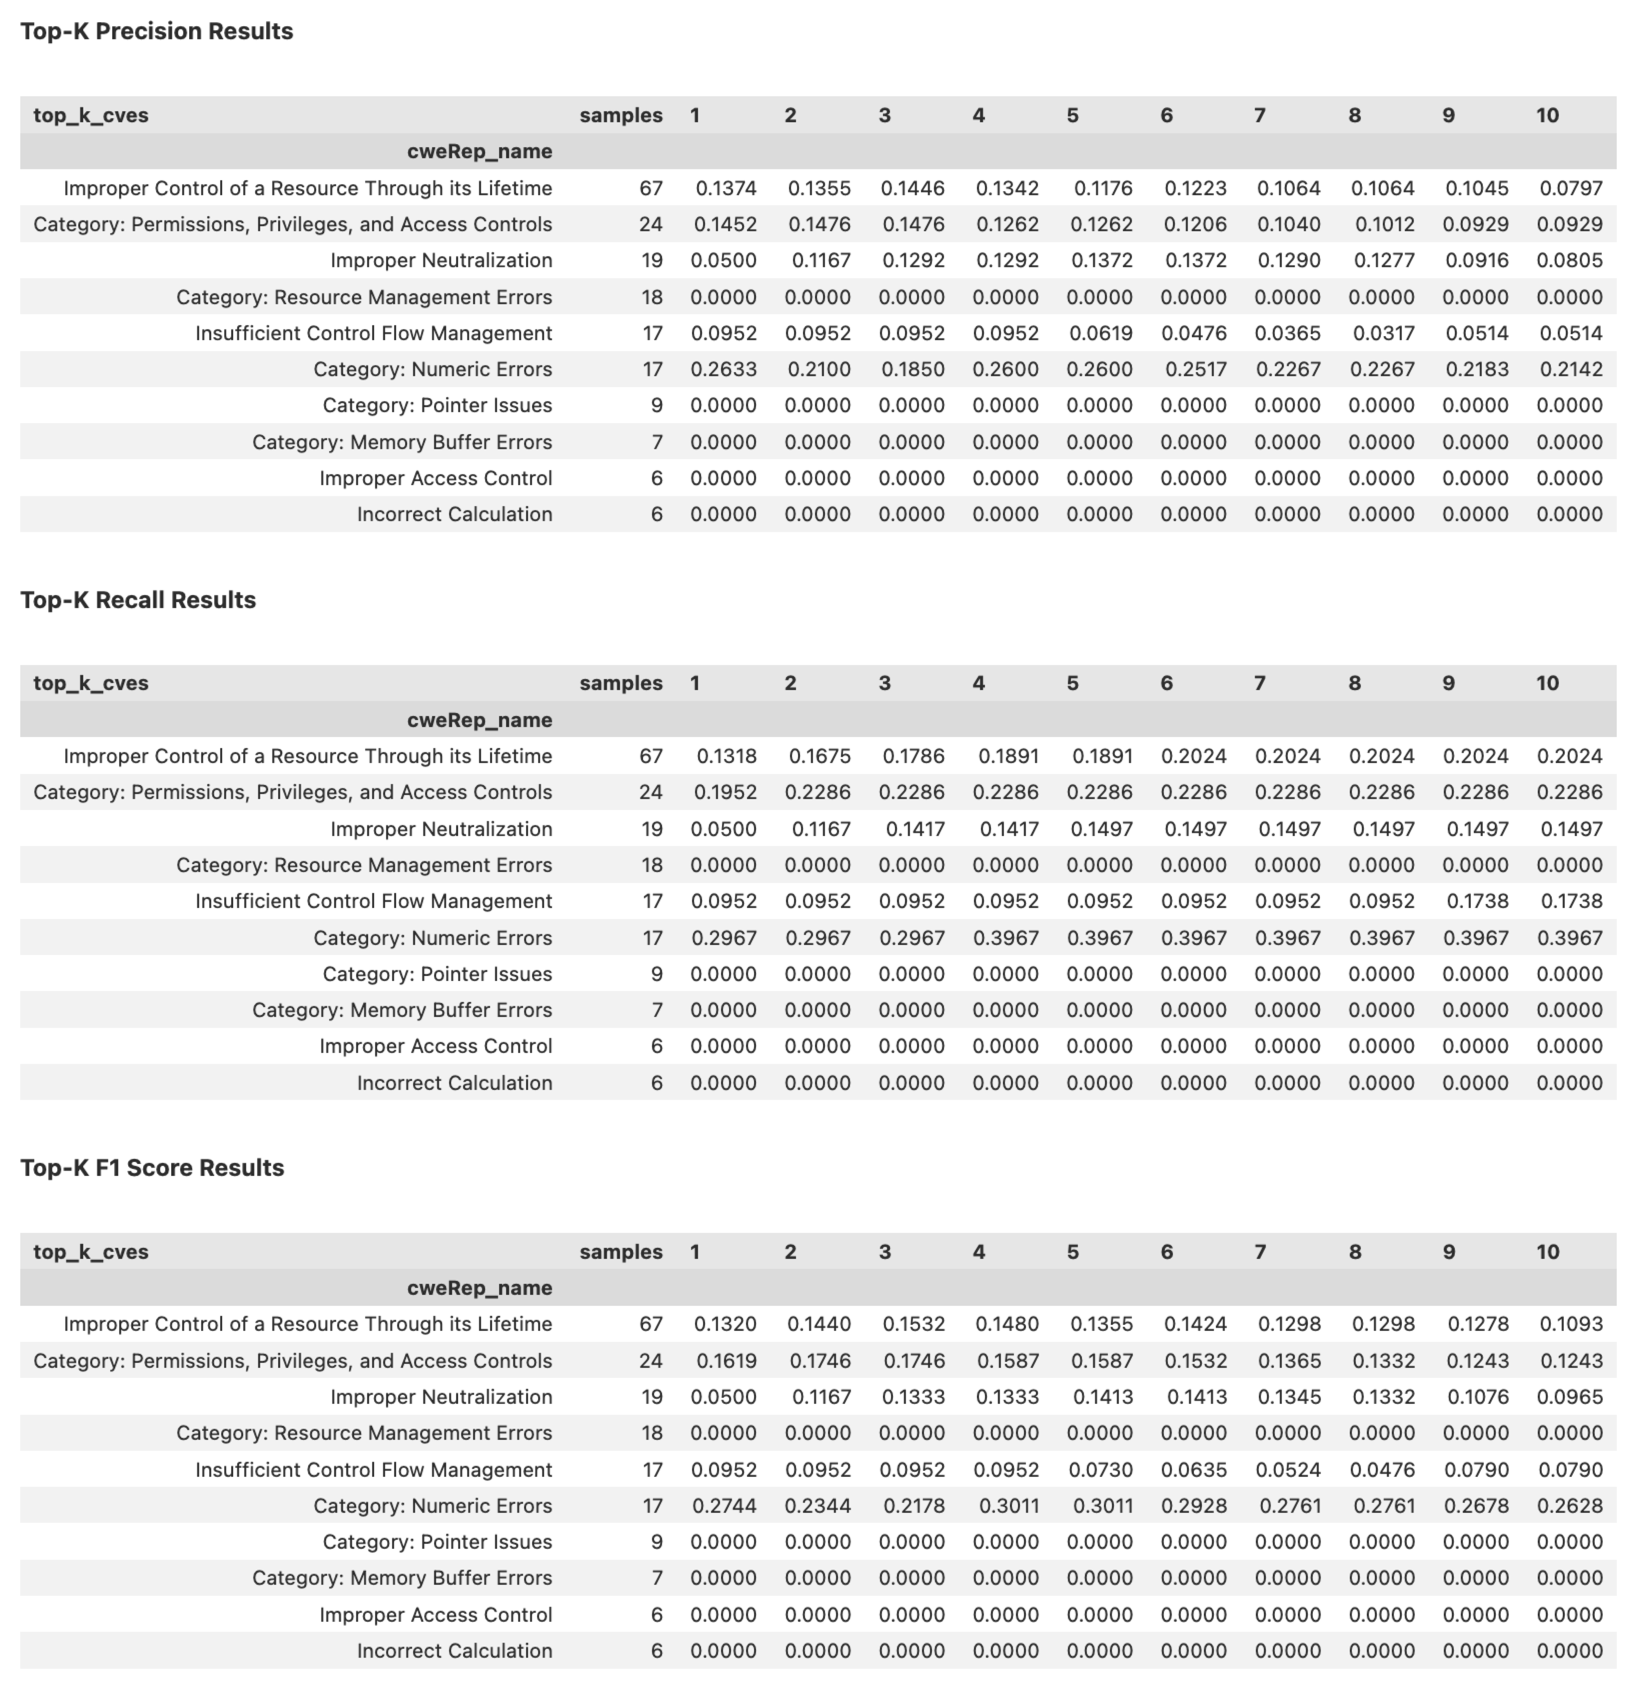 Top-K Precision Results
top_k_cves samples 1 2 3 4 5 6 7 8 9 10
cweRep_name
Improper Control of a Resource Through its Lifetime 67 0.1374 0.1355 0.1446 0.1342 0.1176 0.1223 0.1064 0.1064 0.1045 0.0797
Category: Permissions, Privileges, and Access Controls 24 0.1452 0.1476 0.1476 0.1262 0.1262 0.1206 0.1040 0.1012 0.0929 0.0929
Improper Neutralization 19 0.0500 0.1167 0.1292 0.1292 0.1372 0.1372 0.1290 0.1277 0.0916 0.0805
Category: Resource Management Errors 18 0.0000 0.0000 0.0000 0.0000 0.0000 0.0000 0.0000 0.0000 0.0000 0.0000
Insufficient Control Flow Management 17 0.0952 0.0952 0.0952 0.0952 0.0619 0.0476 0.0365 0.0317 0.0514 0.0514
Category: Numeric Errors 17 0.2633 0.2100 0.1850 0.2600 0.2600 0.2517 0.2267 0.2267 0.2183 0.2142
Category: Pointer Issues 9 0.0000 0.0000 0.0000 0.0000 0.0000 0.0000 0.0000 0.0000 0.0000 0.0000
Category: Memory Buffer Errors 7 0.0000 0.0000 0.0000 0.0000 0.0000 0.0000 0.0000 0.0000 0.0000 0.0000
Improper Access Control 6 0.0000 0.0000 0.0000 0.0000 0.0000 0.0000 0.0000 0.0000 0.0000 0.0000
Incorrect Calculation 6 0.0000 0.0000 0.0000 0.0000 0.0000 0.0000 0.0000 0.0000 0.0000 0.0000
Top-K Recall Results
top_k_cves samples 1 2 3 4 5 6 7 8 9 10
cweRep_name
Improper Control of a Resource Through its Lifetime 67 0.1318 0.1675 0.1786 0.1891 0.1891 0.2024 0.2024 0.2024 0.2024 0.2024
Category: Permissions, Privileges, and Access Controls 24 0.1952 0.2286 0.2286 0.2286 0.2286 0.2286 0.2286 0.2286 0.2286 0.2286
Improper Neutralization 19 0.0500 0.1167 0.1417 0.1417 0.1497 0.1497 0.1497 0.1497 0.1497 0.1497
Category: Resource Management Errors 18 0.0000 0.0000 0.0000 0.0000 0.0000 0.0000 0.0000 0.0000 0.0000 0.0000
Insufficient Control Flow Management 17 0.0952 0.0952 0.0952 0.0952 0.0952 0.0952 0.0952 0.0952 0.1738 0.1738
Category: Numeric Errors 17 0.2967 0.2967 0.2967 0.3967 0.3967 0.3967 0.3967 0.3967 0.3967 0.3967
Category: Pointer Issues 9 0.0000 0.0000 0.0000 0.0000 0.0000 0.0000 0.0000 0.0000 0.0000 0.0000
Category: Memory Buffer Errors 7 0.0000 0.0000 0.0000 0.0000 0.0000 0.0000 0.0000 0.0000 0.0000 0.0000
Improper Access Control 6 0.0000 0.0000 0.0000 0.0000 0.0000 0.0000 0.0000 0.0000 0.0000 0.0000
Incorrect Calculation 6 0.0000 0.0000 0.0000 0.0000 0.0000 0.0000 0.0000 0.0000 0.0000 0.0000
Top-K F1 Score Results
top_k_cves samples 1 2 3 4 5 6 7 8 9 10
cweRep_name
Improper Control of a Resource Through its Lifetime 67 0.1320 0.1440 0.1532 0.1480 0.1355 0.1424 0.1298 0.1298 0.1278 0.1093
Category: Permissions, Privileges, and Access Controls 24 0.1619 0.1746 0.1746 0.1587 0.1587 0.1532 0.1365 0.1332 0.1243 0.1243
Improper Neutralization 19 0.0500 0.1167 0.1333 0.1333 0.1413 0.1413 0.1345 0.1332 0.1076 0.0965
Category: Resource Management Errors 18 0.0000 0.0000 0.0000 0.0000 0.0000 0.0000 0.0000 0.0000 0.0000 0.0000
Insufficient Control Flow Management 17 0.0952 0.0952 0.0952 0.0952 0.0730 0.0635 0.0524 0.0476 0.0790 0.0790
Category: Numeric Errors 17 0.2744 0.2344 0.2178 0.3011 0.3011 0.2928 0.2761 0.2761 0.2678 0.2628
Category: Pointer Issues 9 0.0000 0.0000 0.0000 0.0000 0.0000 0.0000 0.0000 0.0000 0.0000 0.0000
Category: Memory Buffer Errors 7 0.0000 0.0000 0.0000 0.0000 0.0000 0.0000 0.0000 0.0000 0.0000 0.0000
Improper Access Control 6 0.0000 0.0000 0.0000 0.0000 0.0000 0.0000 0.0000 0.0000 0.0000 0.0000
Incorrect Calculation 6 0.0000 0.0000 0.0000 0.0000 0.0000 0.0000 0.0000 0.0000 0.0000 0.0000